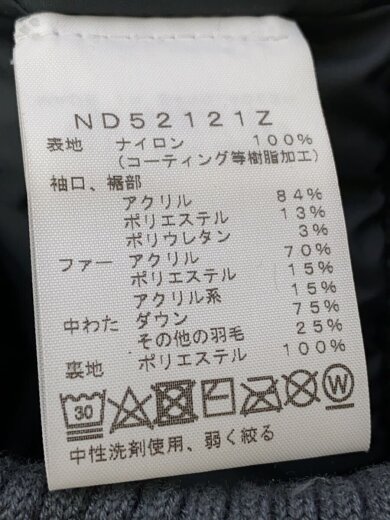 ND52121Z
表地 ナイロン 100%
(コーティング等樹脂加工)
袖口、裾部
アクリル 84%
ポリエステル 13%
ポリウレタン 3%
ファー アクリル 70%
ポリエステル 15%
アクリル系 15%
中わた ダウン 75%
その他の羽毛 25%
裏地 ポリエステル 100%
30 W
中性洗剤使用、弱く絞る